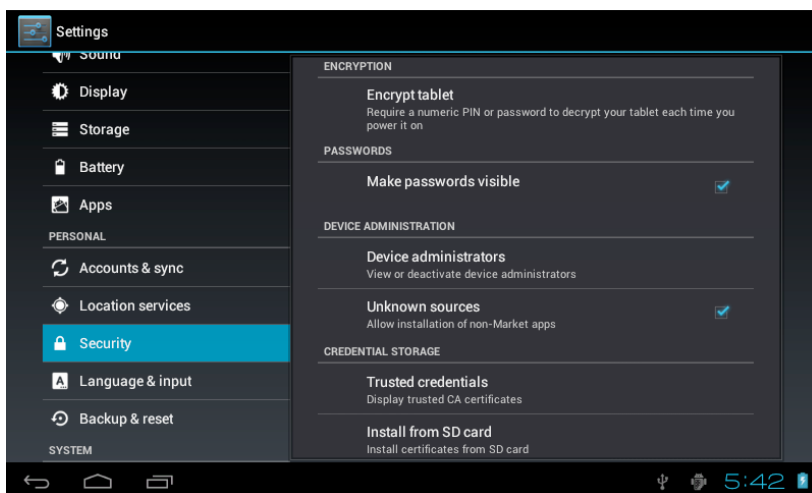 Settings
Sound
Display
Storage
Battery
Apps
PERSONAL
Accounts & sync
Location services
Security
Language & input
Backup & reset
SYSTEM
ENCRYPTION
Encrypt tablet
Require a numeric PIN or password to decrypt your tablet each time you
power it on
PASSWORDS
Make passwords visible
DEVICE ADMINISTRATION
Device administrators
View or deactivate device administrators
Unknown sources
Allow installation of non-Market apps
CREDENTIAL STORAGE
Trusted credentials
Display trusted CA certificates
Install from SD card
Install certificates from SD card
5:42